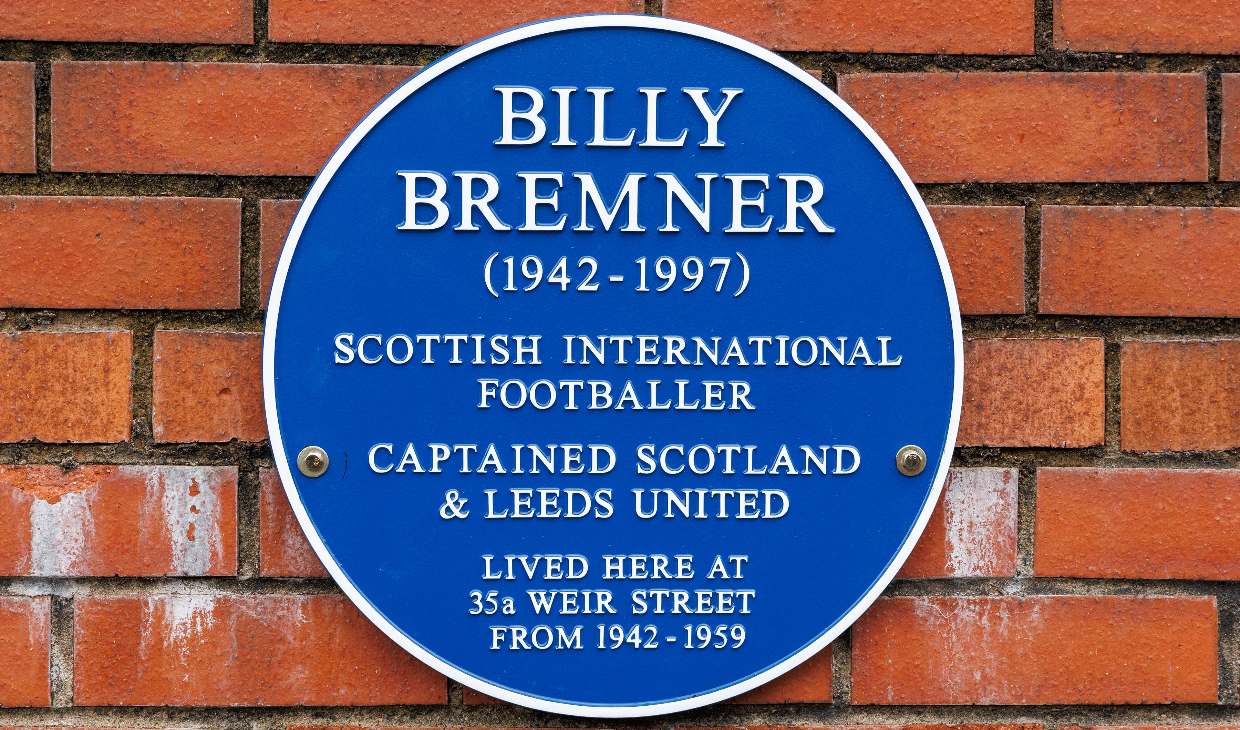 BILLY
BREMNER
(1942-1997)
SCOTTISH INTERNATIONAL
FOOTBALLER
CAPTAINED SCOTLAND
& LEEDS UNITED
LIVED HERE AT
35a WEIR STREET
FROM 1942-1959